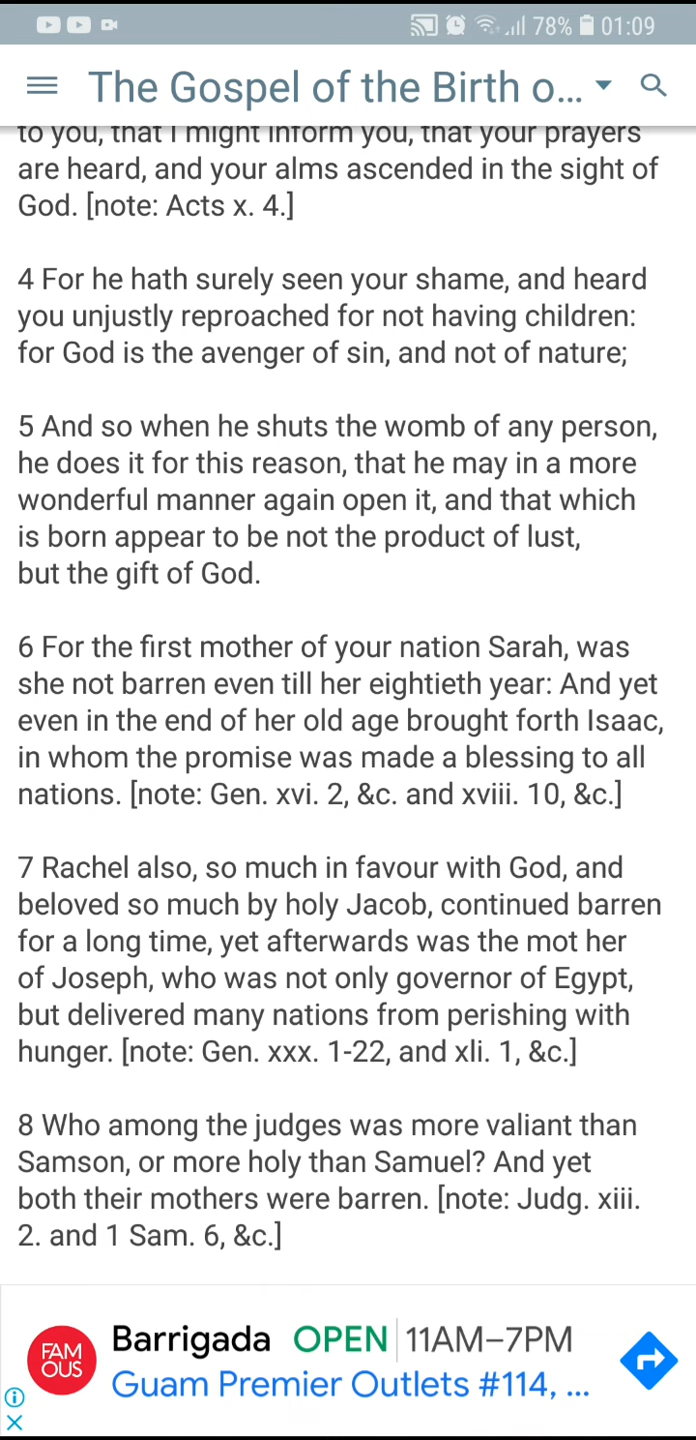 78% 01:09
The Gospel of the Birth o...
to you, that I might inform you, that your prayers
are heard, and your alms ascended in the sight of
God. [note: Acts x. 4.]
4 For he hath surely seen your shame, and heard
you unjustly reproached for not having children:
for God is the avenger of sin, and not of nature;
5 And so when he shuts the womb of any person,
he does it for this reason, that he may in a more
wonderful manner again open it, and that which
is born appear to be not the product of lust,
but the gift of God.
6 For the first mother of your nation Sarah, was
she not barren even till her eightieth year: And yet
even in the end of her old age brought forth Isaac,
in whom the promise was made a blessing to all
nations. [note: Gen. xvi. 2, &c. and xviii. 10, &c.]
7 Rachel also, so much in favour with God, and
beloved so much by holy Jacob, continued barren
for a long time, yet afterwards was the mot her
of Joseph, who was not only governor of Egypt,
but delivered many nations from perishing with
hunger. [note: Gen. xxx. 1-22, and xli. 1, &c.]
8 Who among the judges was more valiant than
Samson, or more holy than Samuel? And yet
both their mothers were barren. [note: Judg. xiii.
2. and 1 Sam. 6, &c.]
FAM
OUS
Barrigada OPEN 11AM–7PM
Guam Premier Outlets #114, ...